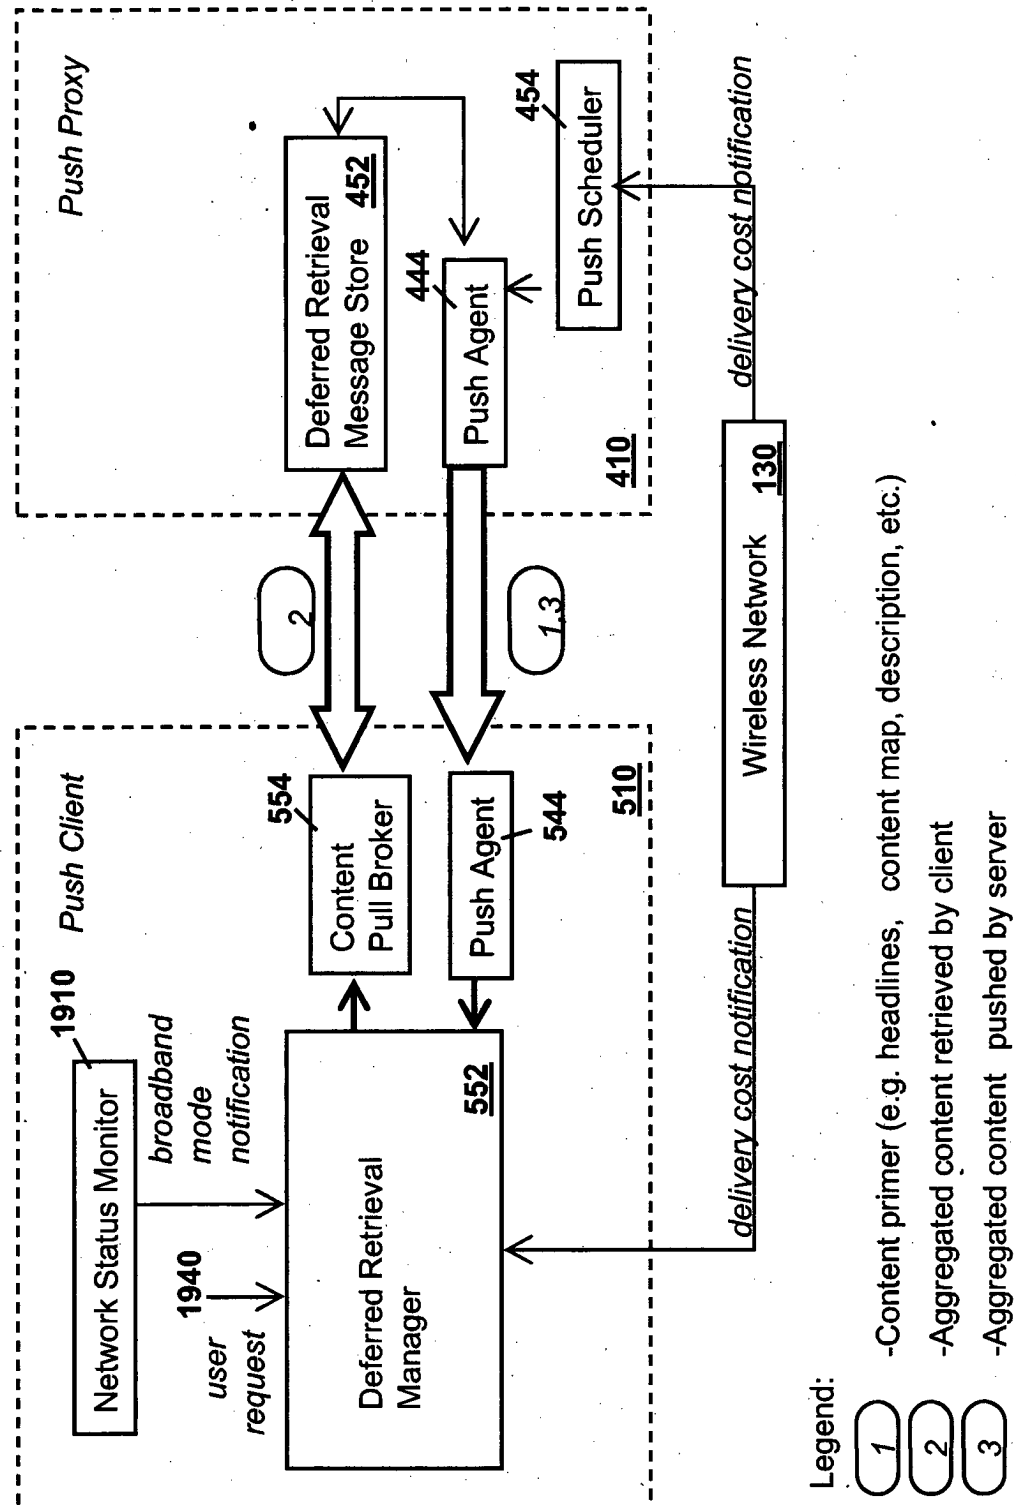 Push Client
Push Proxy
1910
Network Status Monitor
broadband
mode
notification
1940
user
request
Deferred Retrieval
Manager
552
554
Content
Pull Broker
Push Agent
544
510
2
1.3
Deferred Retrieval
Message Store 452
444
Push Agent
410
454
Push Scheduler
delivery cost notification
Wireless Network 130
delivery cost notification
Legend:
1 -Content primer (e.g. headlines, content map, description, etc.)
2 -Aggregated content retrieved by client
3 -Aggregated content pushed by server